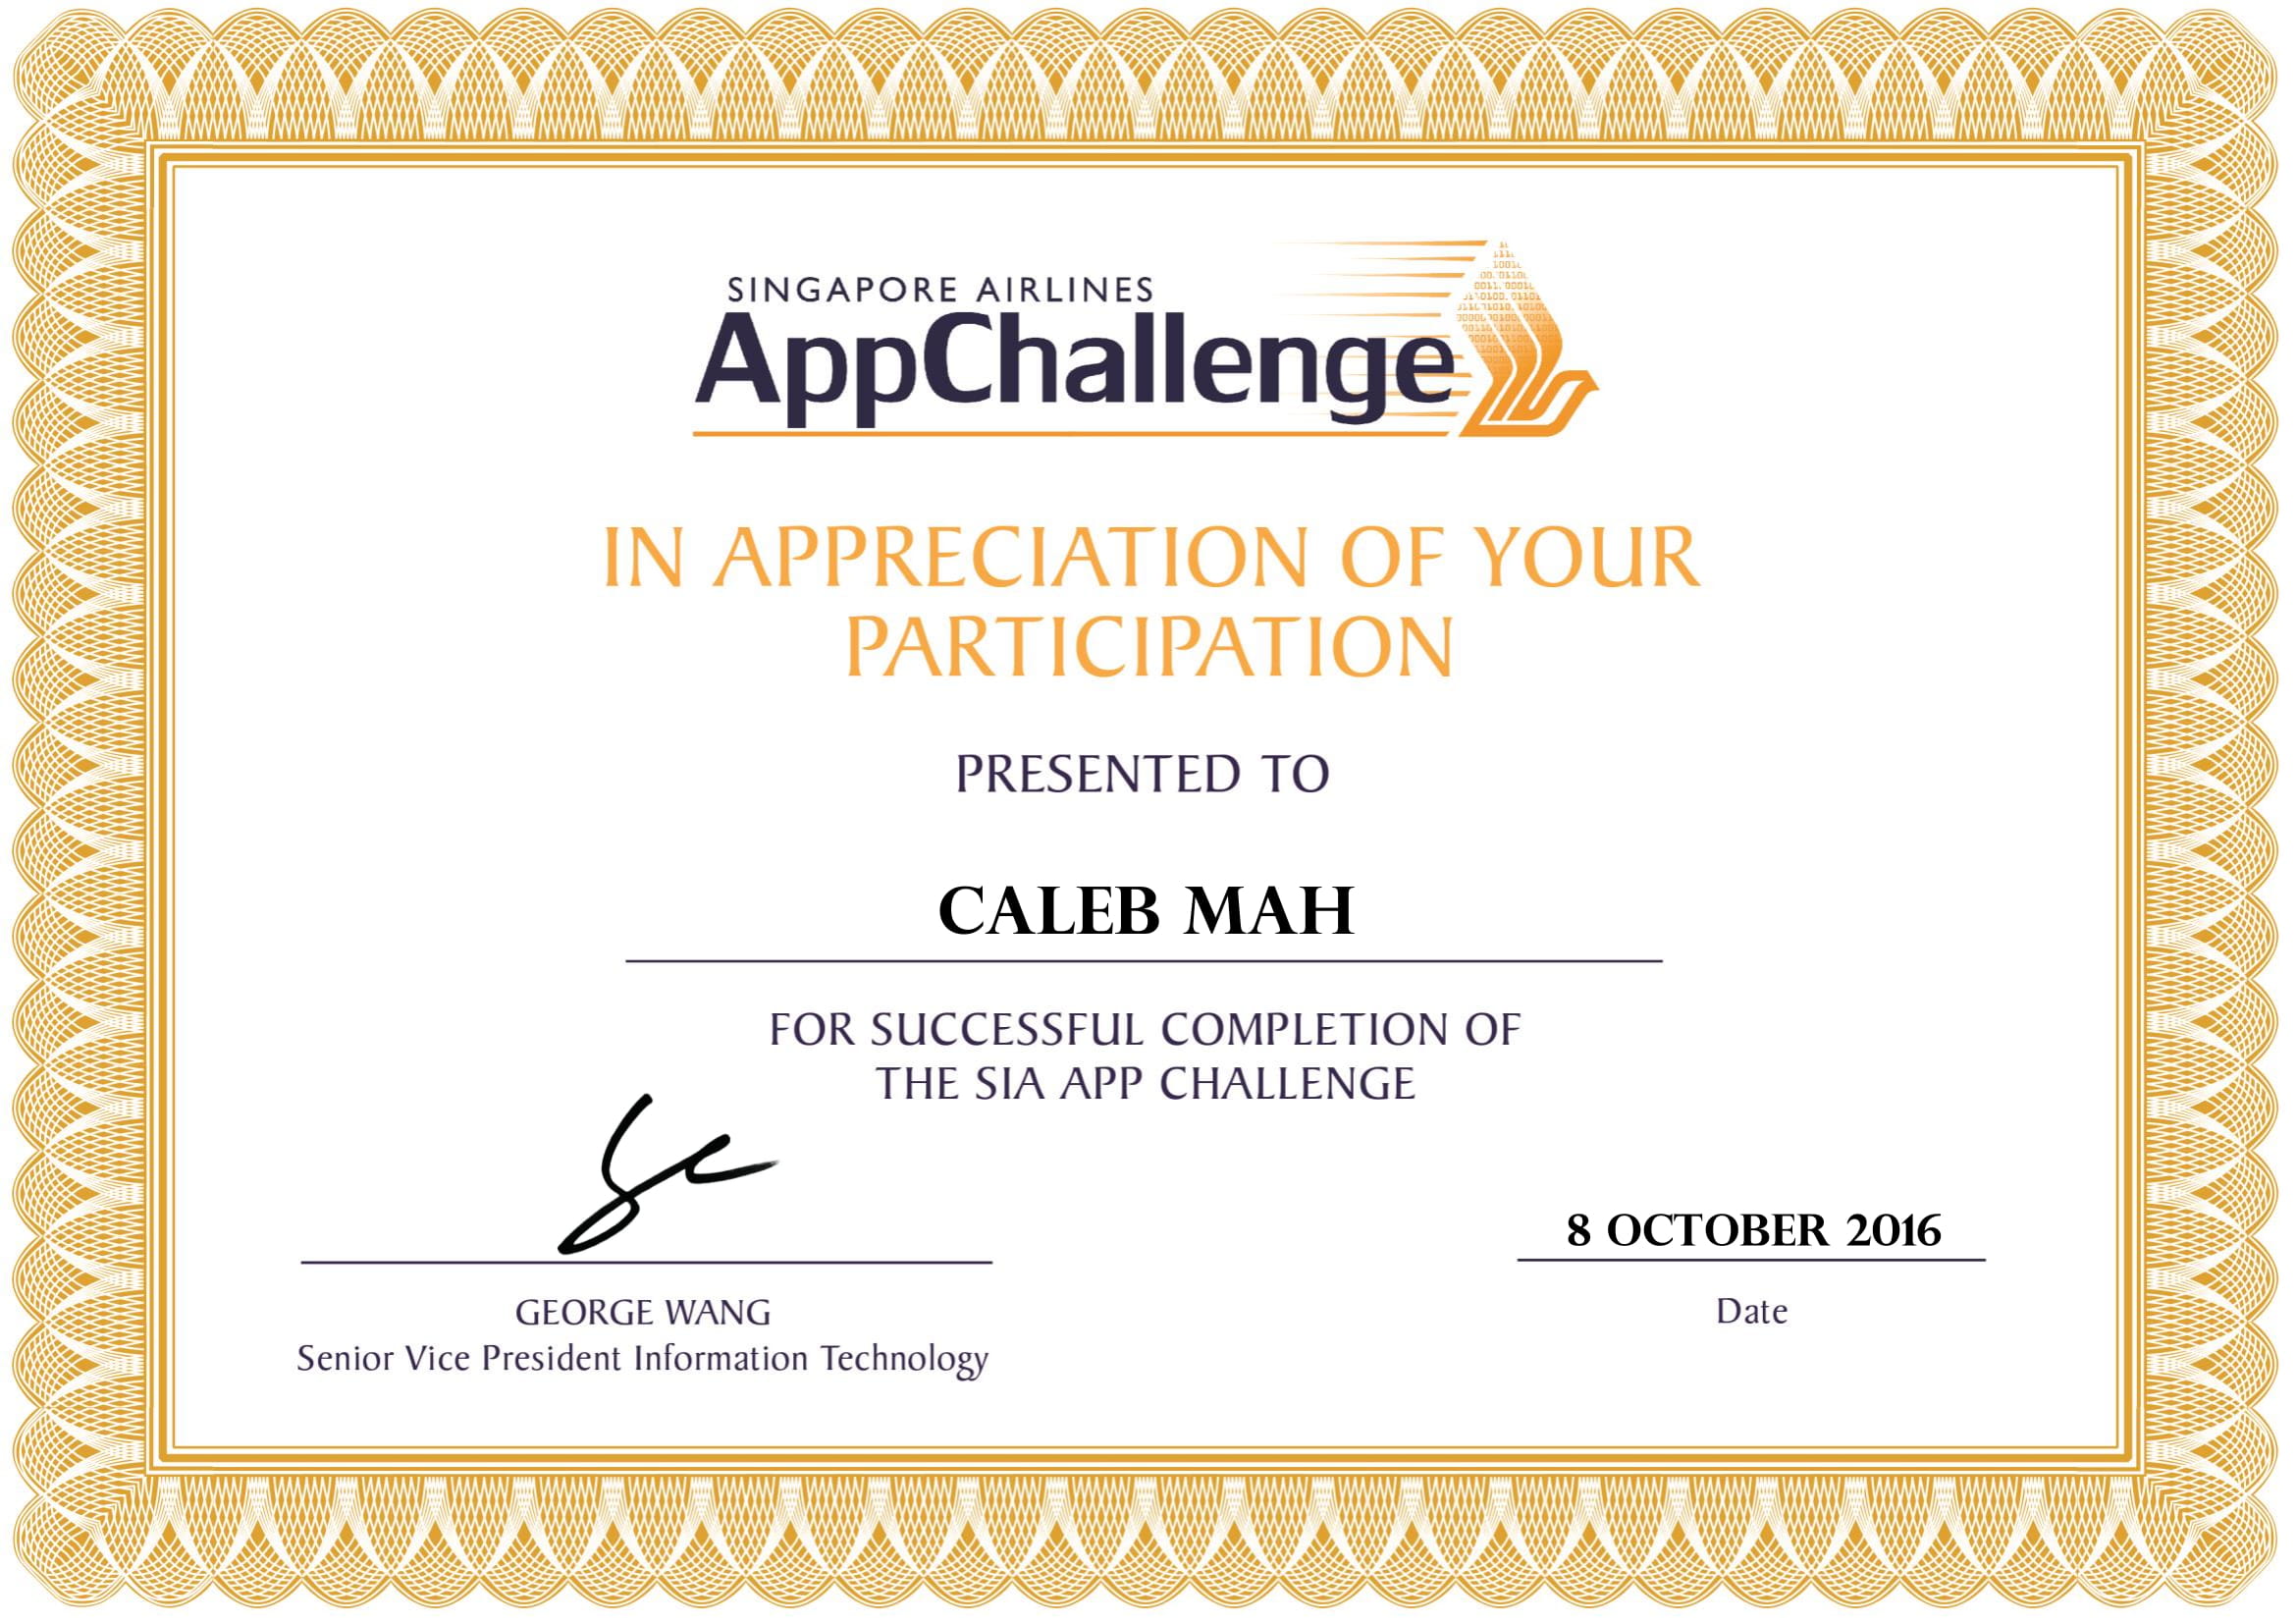 SINGAPORE AIRLINES
AppChallenge
IN APPRECIATION OF YOUR
PARTICIPATION
PRESENTED TO
CALEB MAH
FOR SUCCESSFUL COMPLETION OF
THE SIA APP CHALLENGE
8 OCTOBER 2016
GEORGE WANG
Senior Vice President Information Technology
Date